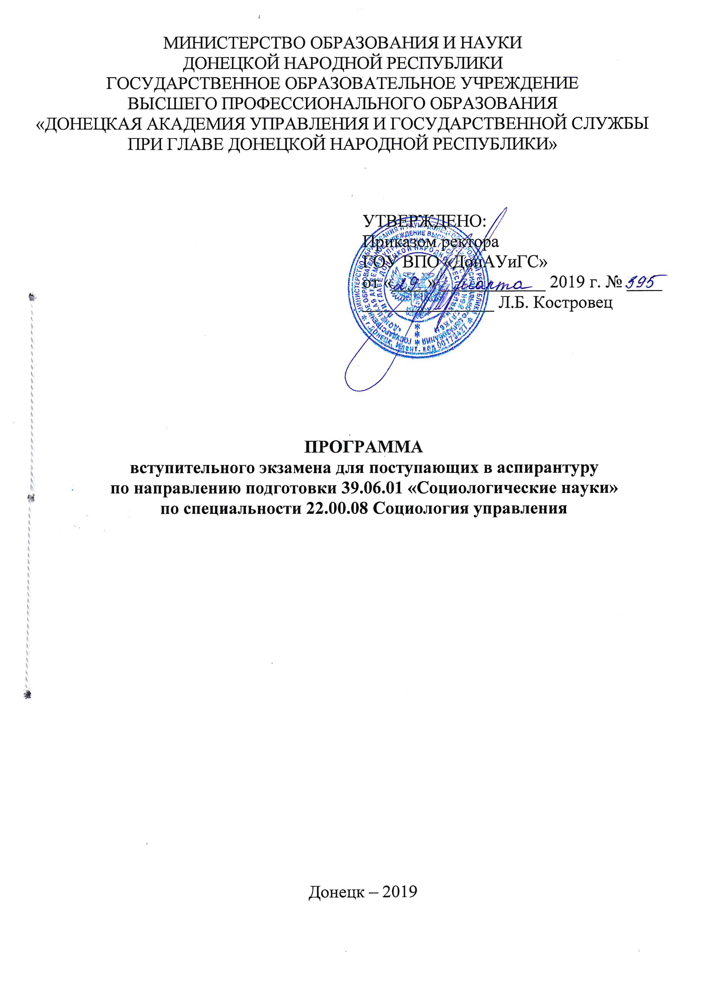 МИНИСТЕРСТВО ОБРАЗОВАНИЯ И НАУКИ
ДОНЕЦКОЙ НАРОДНОЙ РЕСПУБЛИКИ
ГОСУДАРСТВЕННОЕ ОБРАЗОВАТЕЛЬНОЕ УЧРЕЖДЕНИЕ
ВЫСШЕГО ПРОФЕССИОНАЛЬНОГО ОБРАЗОВАНИЯ
«ДОНЕЦКАЯ АКАДЕМИЯ УПРАВЛЕНИЯ И ГОСУДАРСТВЕННОЙ СЛУЖБЫ
ПРИ ГЛАВЕ ДОНЕЦКОЙ НАРОДНОЙ РЕСПУБЛИКИ»
УТВЕРЖДЕНО:
Приказом ректора
ГОУ ВПО «ДонАУиГС»
от «29» марта 2019 г. № 395
Л.Б. Костровец
ПРОГРАММА
вступительного экзамена для поступающих в аспирантуру
по направлению подготовки 39.06.01 «Социологические науки»
по специальности 22.00.08 Социология управления
Донецк – 2019